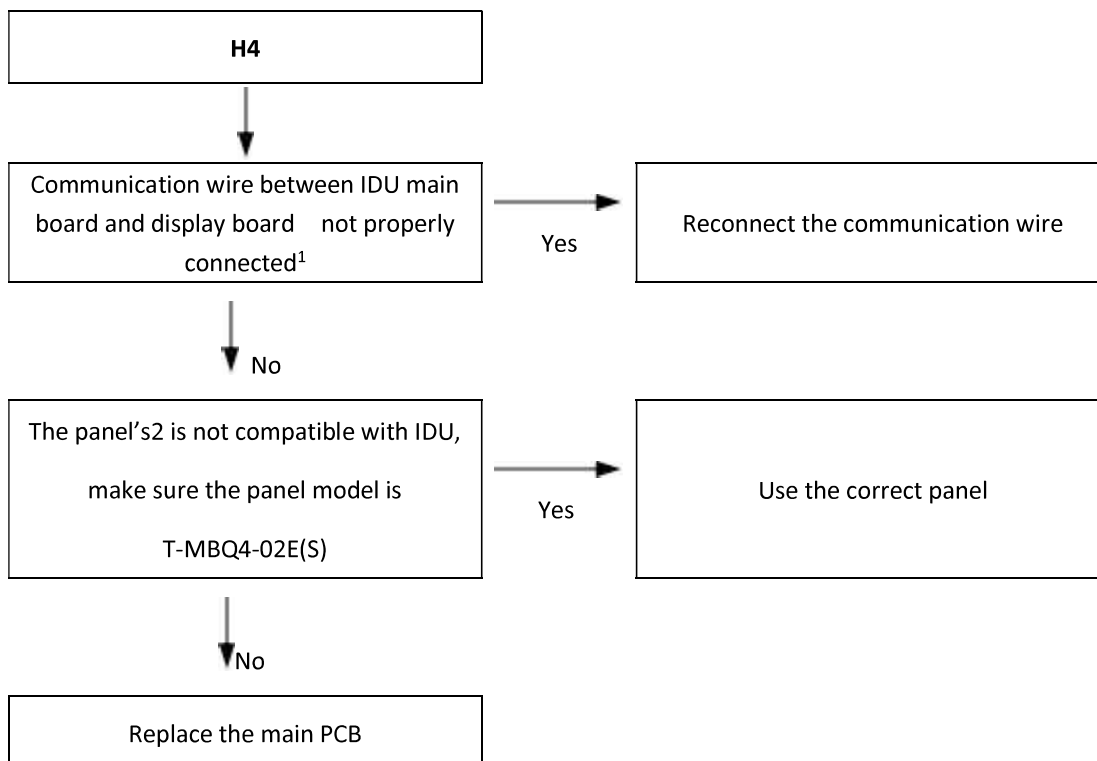 H4
Communication wire between IDU main
board and display board not properly
connected¹
Yes
Reconnect the communication wire
No
The panel’s2 is not compatible with IDU,
make sure the panel model is
T-MBQ4-02E(S)
Yes
Use the correct panel
No
Replace the main PCB